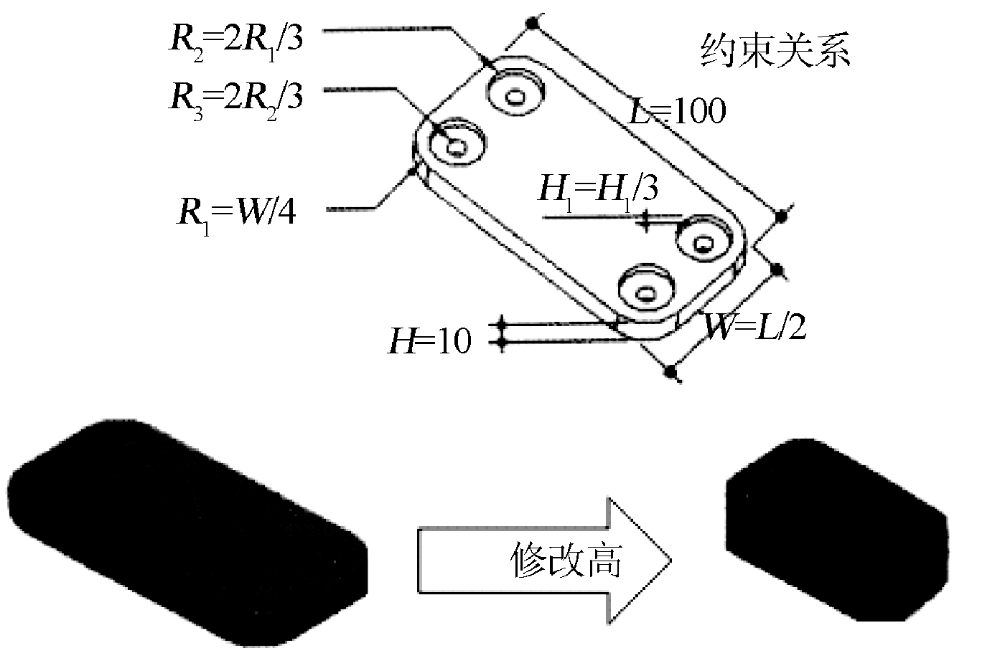 R₂=2R₁/3
约束关系
R₃=2R₂/3
L=100
H₁=H₁/3
R₁=W/4
W=L/2
H=10
修改高